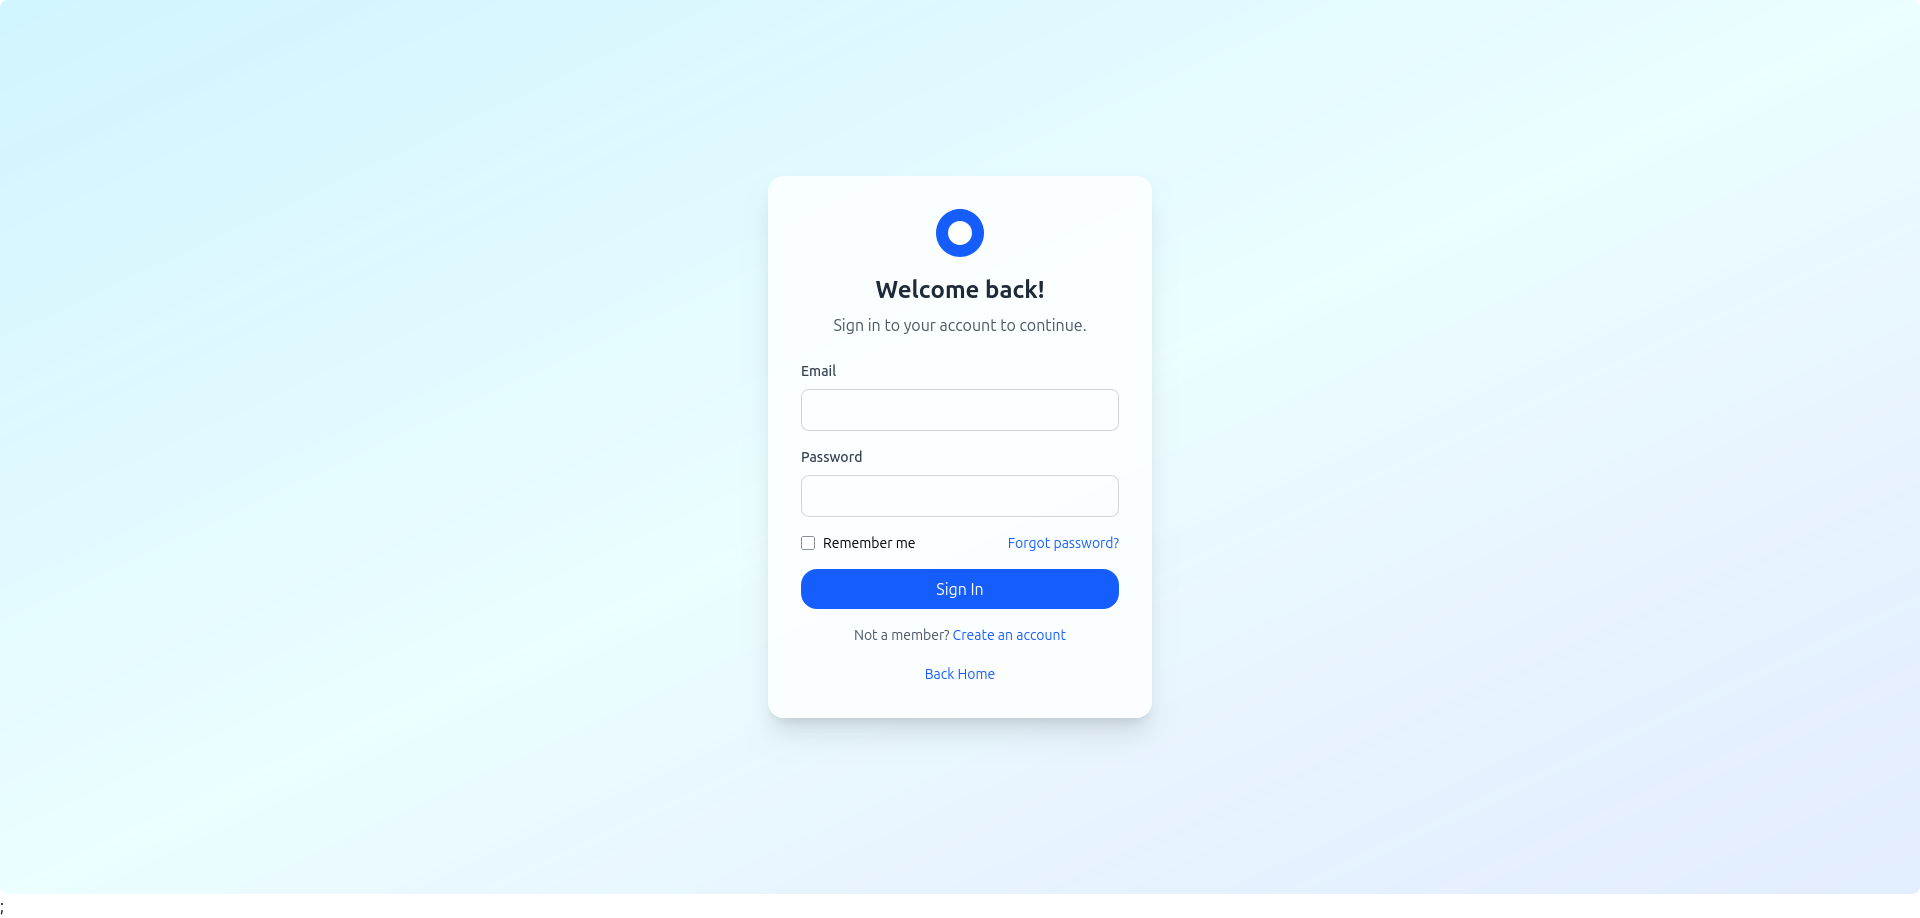 Welcome back!
Sign in to your account to continue.
Email
Password
Remember me
Forgot password?
Sign In
Not a member? Create an account
Back Home
;